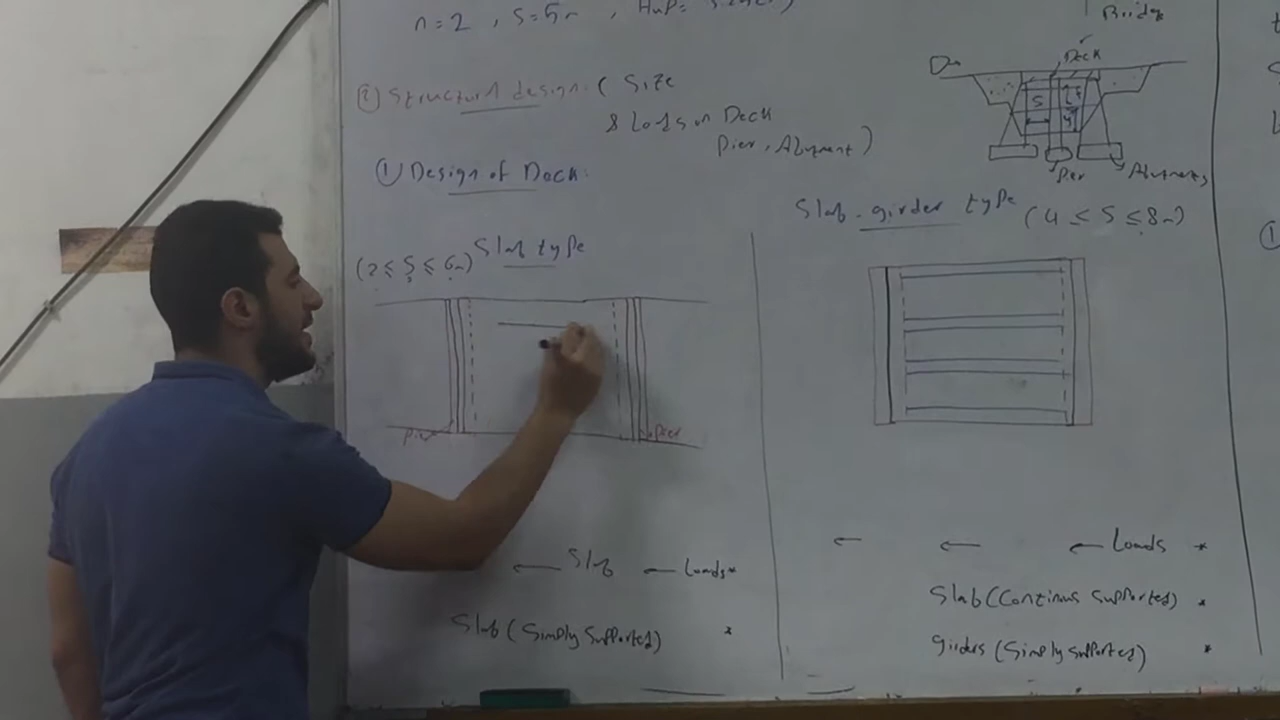 n=2 , S=5m ,
Bridge
② Structural design: ( Size
& Loads on Deck
Pier, Abutment )
Deck
S
Pier
Abutments
① Design of Deck:
Slab-girder type (4 ≤ S ≤ 8m)
(2 ≤ S ≤ 6m) Slab type
Pier
Pier
← Slab ← Loads *
Slab (Simply supported) *
← ← ← Loads *
Slab (Continous supported) *
girders (Simply supported) *